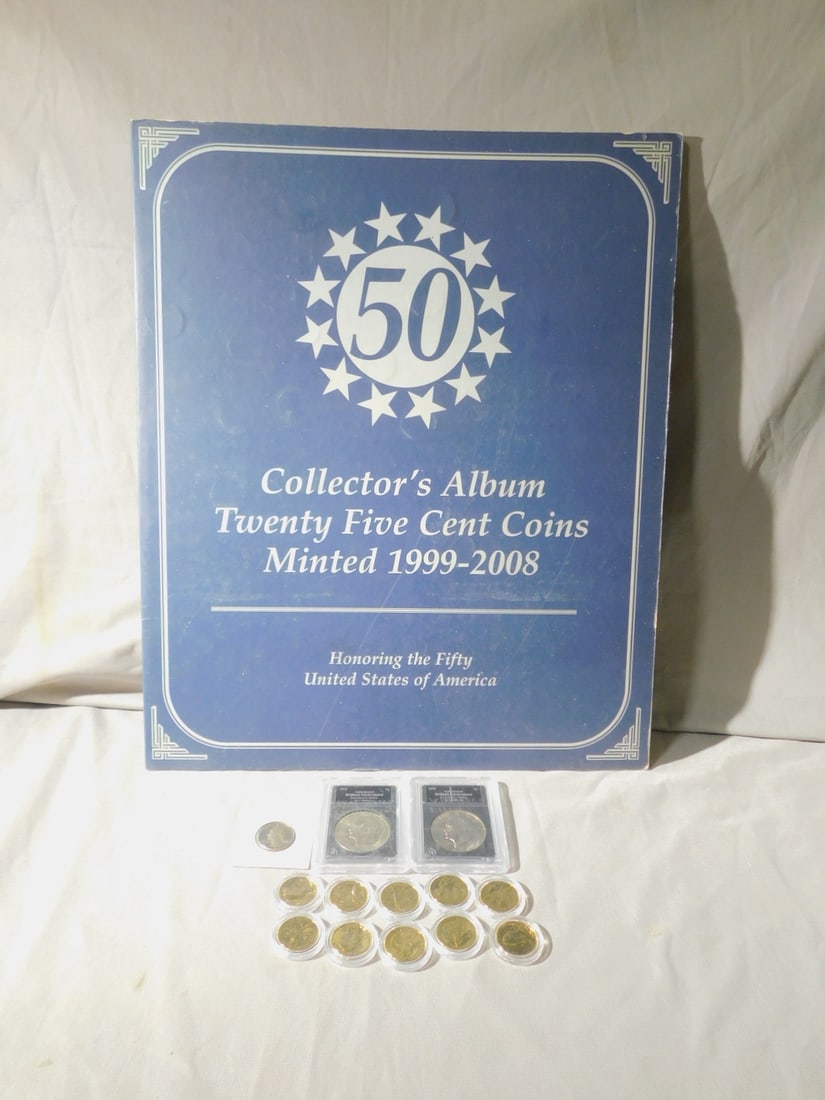 50
Collector's Album
Twenty Five Cent Coins
Minted 1999-2008
Honoring the Fifty
United States of America